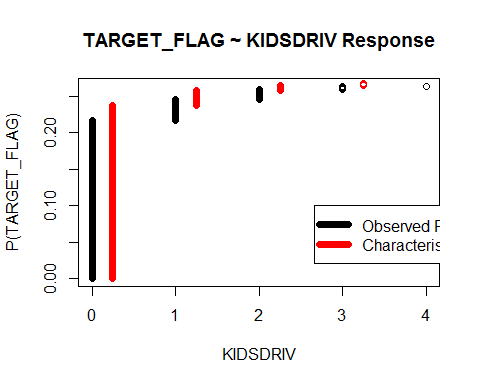 TARGET_FLAG ~ KIDSDRIV Response
P(TARGET_FLAG)
0.20
0.10
0.00
Observed P
Characteris
0 1 2 3 4
KIDSDRIV